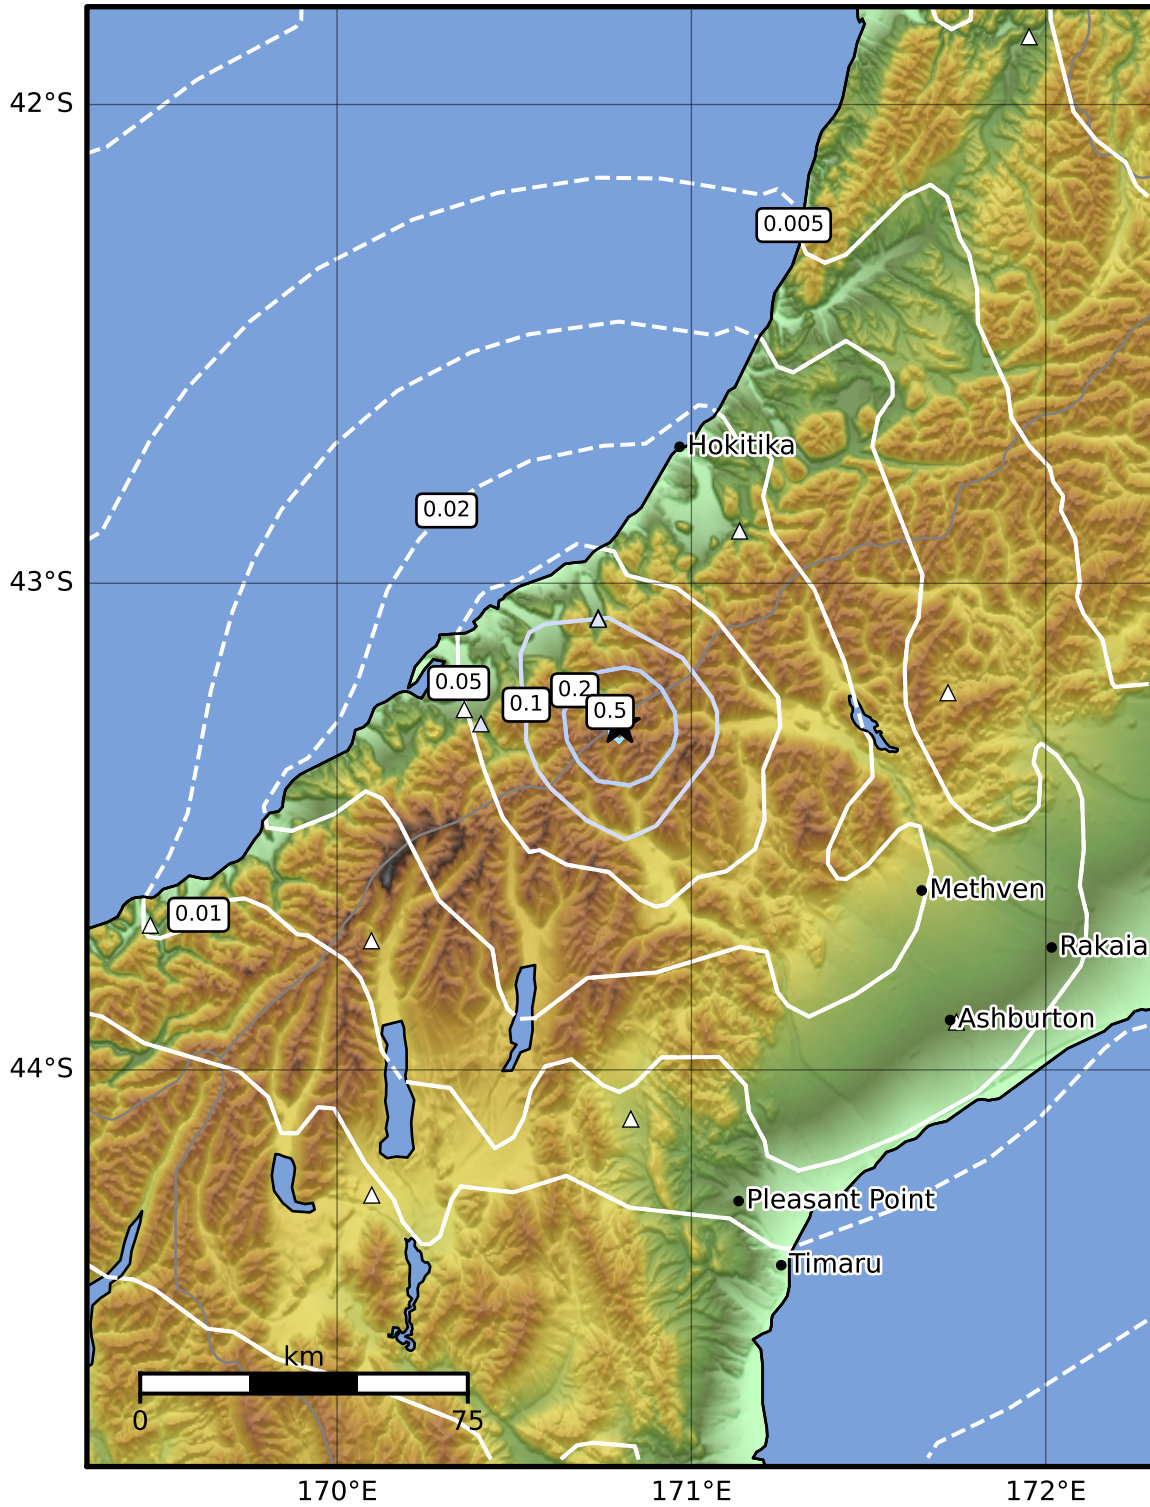 42°S
0.005
Hokitika
0.02
43°S
0.05
0.2
0.1
0.5
Methven
0.01
Rakaia
Ashburton
44°S
Pleasant Point
Timaru
km
0
75
170°E
171°E
172°E